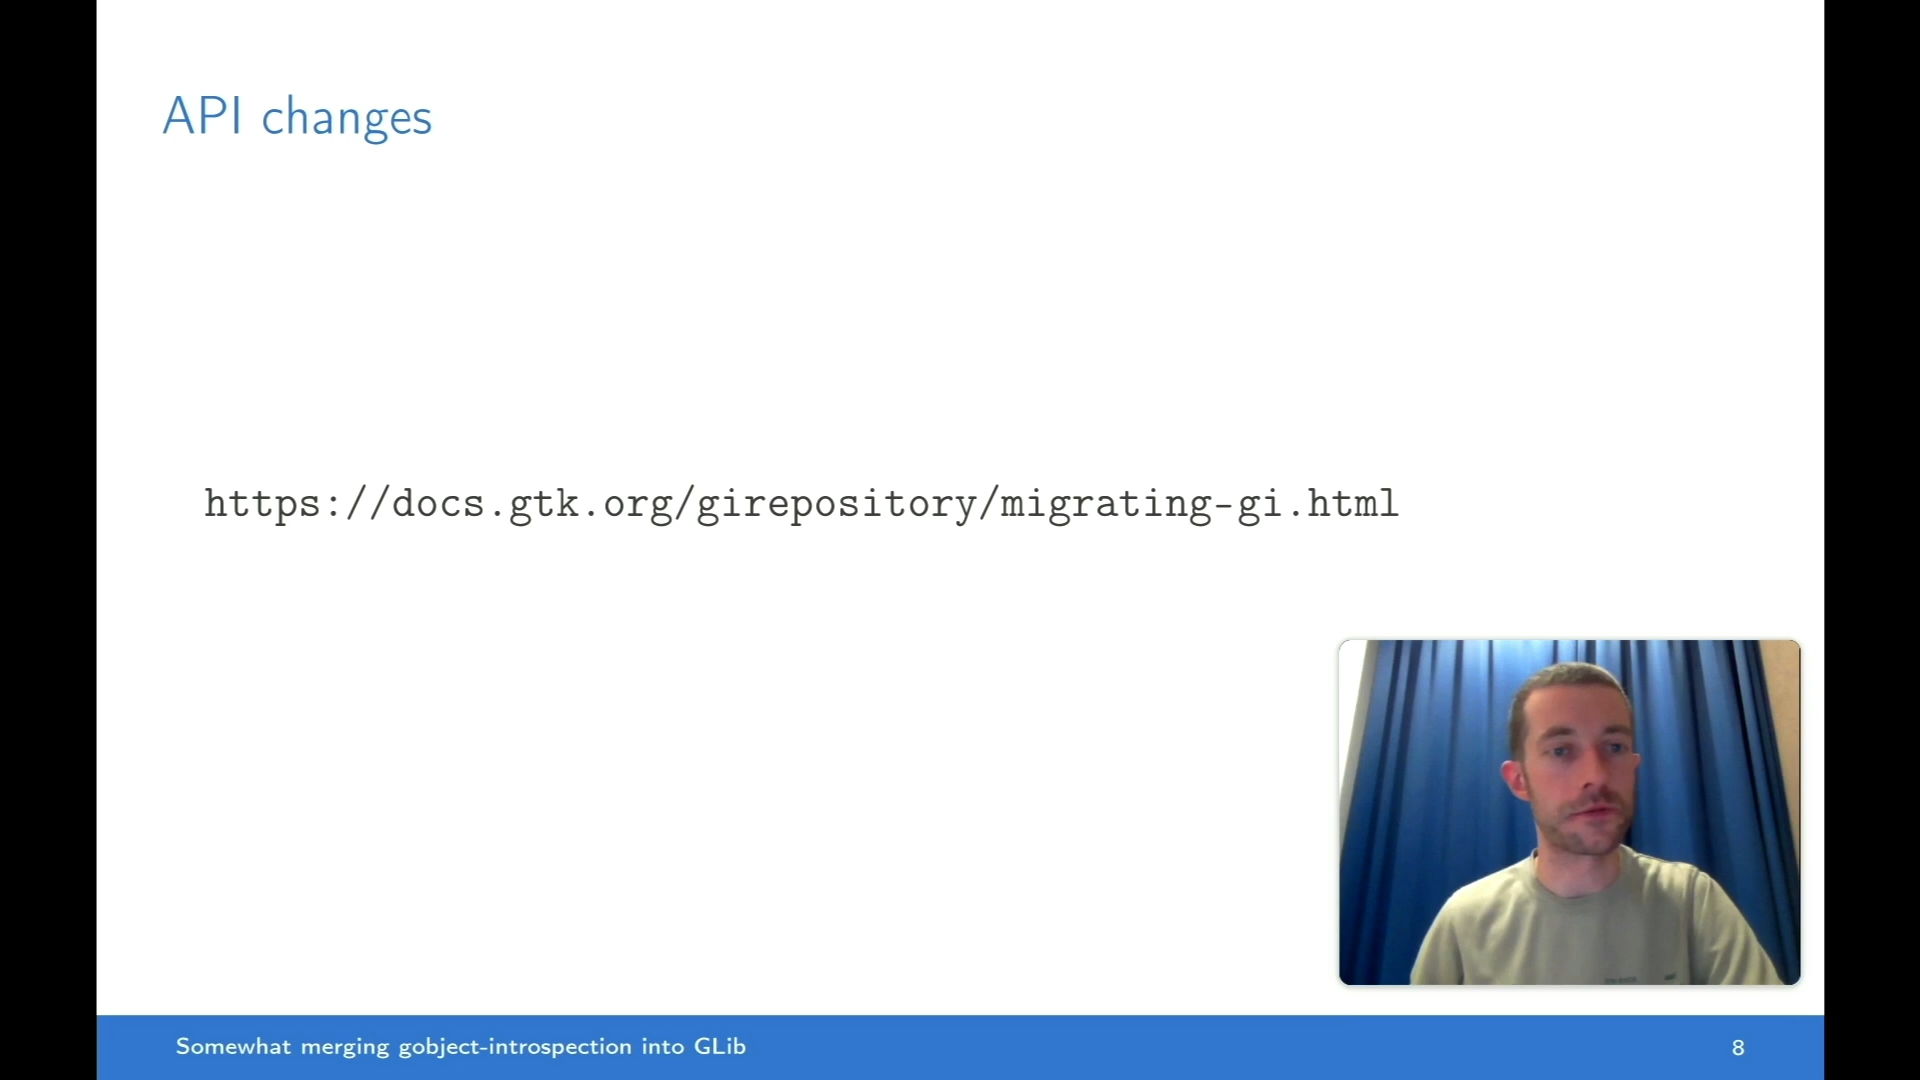 API changes
https://docs.gtk.org/girepository/migrating-gi.html
Somewhat merging gobject-introspection into GLib
8